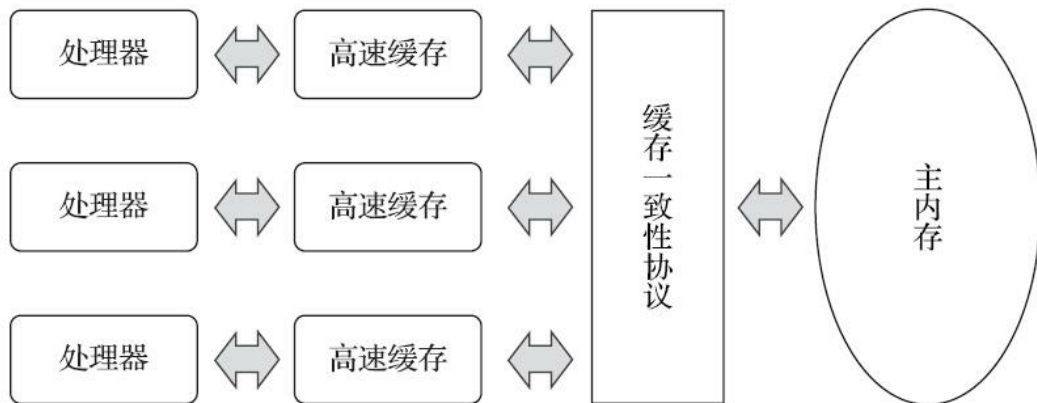 处理器
高速缓存
处理器
高速缓存
处理器
高速缓存
缓存一致性协议
主内存